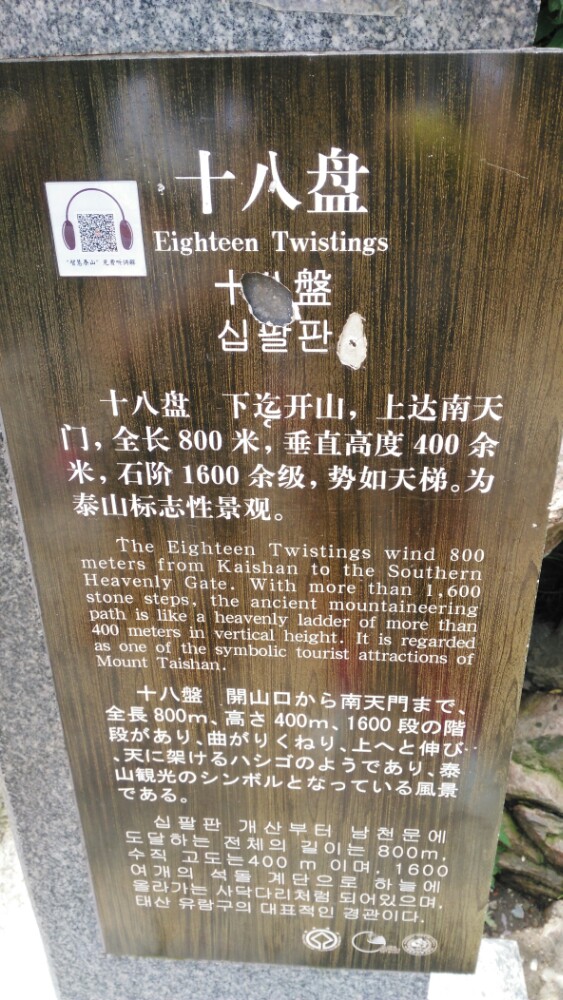 十八盘
"智慧泰山"免费听讲解
Eighteen Twistings
十八盤
십팔판
十八盘 下迄开山，上达南天
门，全长800米，垂直高度400余
米，石阶1600余级，势如天梯。为
泰山标志性景观。
The Eighteen Twistings wind 800
meters from Kaishan to the Southern
Heavenly Gate. With more than 1,600
stone steps, the ancient mountaineering
path is like a heavenly ladder of more than
400 meters in vertical height. It is regarded
as one of the symbolic tourist attractions of
Mount Taishan.
十八盤 開山口から南天門まで、
全長800m、高さ400m、1600段の階
段があり、曲がりくねり、上へと伸び…
、天に架けるハシゴのようであり、泰
山観光のシンボルとなっている風景
である。
십팔판 개산부터 남천문에
도달하는 전체의 길이는 800m,
수직 고도는400 m 이며, 1600
여개의 석돌 계단으로 하늘에
올라가는 사닥다리처럼 되어있으며,
태산 유람구의 대표적인 경관이다.